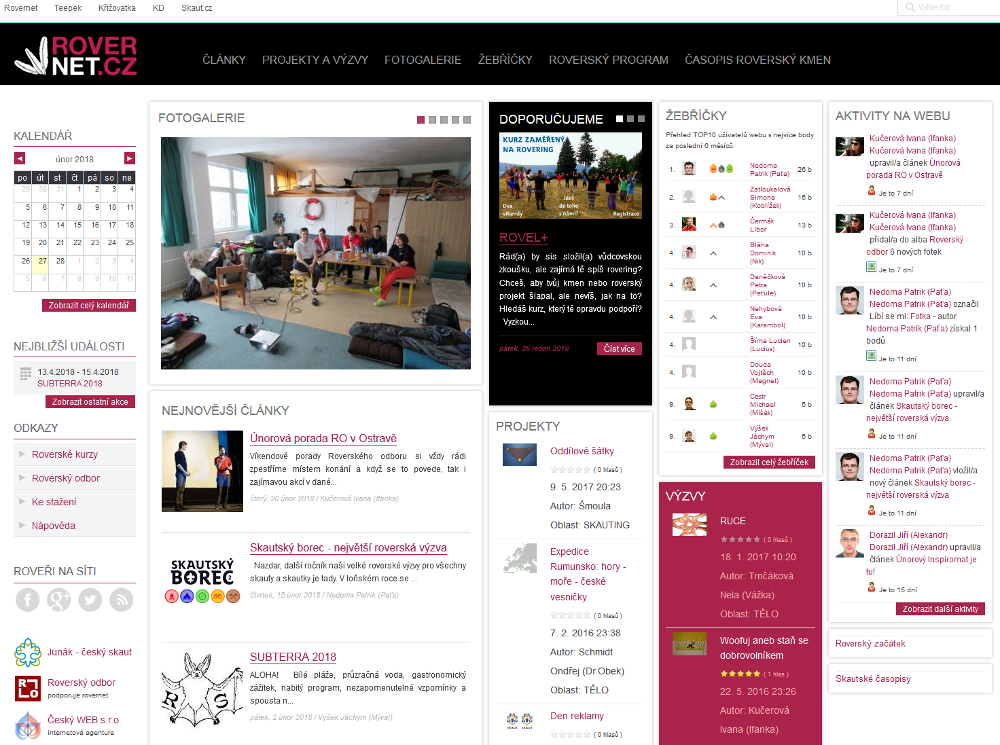 Rovernet Teepek Křižovatka KD Skaut.cz
Vyhledat...
ROVER
NET.CZ
ČLÁNKY PROJEKTY A VÝZVY FOTOGALERIE ŽEBŘÍČKY ROVERSKÝ PROGRAM ČASOPIS ROVERSKÝ KMEN
KALENDÁŘ
únor 2018
po út st čt pá so ne
29 30 31 1 2 3 4
5 6 7 8 9 10 11
12 13 14 15 16 17 18
19 20 21 22 23 24 25
26 27 28 1 2 3 4
5 6 7 8 9 10 11
Zobrazit celý kalendář
NEJBLIŽŠÍ UDÁLOSTI
13.4.2018 - 15.4.2018
SUBTERRA 2018
Zobrazit ostatní akce
ODKAZY
Roverské kurzy
Roverský odbor
Ke stažení
Nápověda
ROVEŘI NA SÍTI
Junák - český skaut
Roverský odbor
podporuje rovernet
Český WEB s.r.o.
internetová agentura
FOTOGALERIE
NEJNOVĚJŠÍ ČLÁNKY
Únorová porada RO v Ostravě
Víkendové porady Roverského odboru si vždy rádi
zpestříme místem konání a když se to povede, tak i
zajímavou akcí v dané...
úterý, 20 únor 2018 / Kučerová Ivana (Ifanka)
SKAUTSKÝ
BOREC 2
Skautský borec - největší roverská výzva
Nazdar, další ročník naši velké roverské výzvy pro všechny
skauty a skautky je tady. V loňském roce se ...
čtvrtek, 15 únor 2018 / Nedoma Patrik (Paťa)
R S
SUBTERRA 2018
ALOHA! Bílé pláže, průzračná voda, gastronomický
zážitek, nabitý program, nezapomenutelné vzpomínky a
spousta n...
pátek, 2 únor 2018 / Výšek Jáchym (Mýval)
DOPORUČUJEME
KURZ ZAMĚŘENÝ
NA ROVERING
Dva
víkendy
Jdeš
do toho
s námi?
Registrace
ROVEL+
Rád(a) by sis složil(a) vůdcovskou
zkoušku, ale zajímá tě spíš rovering?
Chceš, aby tvůj kmen nebo roverský
projekt šlapal, ale nevíš, jak na to?
Hledáš kurz, který tě opravdu podpoří?
Vyzkou...
pátek, 26 leden 2018
Číst více
PROJEKTY
Oddílové šátky
( 0 hlasů )
9. 5. 2017 20:23
Autor: Šmoula
Oblast: SKAUTING
Expedice
Rumunsko: hory -
moře - české
vesničky
( 0 hlasů )
7. 2. 2016 23:38
Autor: Schmidt
Ondřej (Dr.Obek)
Oblast: TĚLO
SKAUT SKAUT
Den reklamy
( 0 hlasů )
ŽEBŘÍČKY
Přehled TOP10 uživatelů webu s nejvíce body
za poslední 6 měsíců.
1. Nedoma
Patrik (Paťa) 26 b
2. Zatloukalová
Simona
(Koblížek) 15 b
3. Čermák
Libor 13 b
4. Bláha
Dominik
(Nik) 10 b
4. Daněčková
Petra
(Peťule) 10 b
4. Nehybová
Eva
(Karambol) 10 b
4. Šíma Lucien
(Lucius) 10 b
4. Douda
Vojtěch
(Magnet) 10 b
9. Cestr
Michael
(Mišák) 5 b
9. Výšek
Jáchym
(Mýval) 5 b
Zobrazit celý žebříček
VÝZVY
RUCE
( 0 hlasů )
18. 1. 2017 10:20
Autor: Trnčáková
Nela (Vážka)
Oblast: TĚLO
Woofuj aneb staň se
dobrovolníkem
( 1 hlas )
22. 5. 2016 23:26
Autor: Kučerová
Ivana (Ifanka)
AKTIVITY NA WEBU
Kučerová Ivana (Ifanka)
Kučerová Ivana (Ifanka)
upravil/a článek Únorová
porada RO v Ostravě
Je to 7 dní
Kučerová Ivana (Ifanka)
Kučerová Ivana (Ifanka)
přidal/a do alba Roverský
odbor 6 nových fotek
Je to 7 dní
Nedoma Patrik (Paťa)
Nedoma Patrik (Paťa) označil
Líbí se mi: Fotka - autor
Nedoma Patrik (Paťa) získal 1
bodů
Je to 11 dní
Nedoma Patrik (Paťa)
Nedoma Patrik (Paťa) upravil/a
článek Skautský borec -
největší roverská výzva
Je to 11 dní
Nedoma Patrik (Paťa)
Nedoma Patrik (Paťa) vložil/a
nový článek Skautský borec -
největší roverská výzva
Je to 11 dní
Dorazil Jiří (Alexandr)
Dorazil Jiří (Alexandr) upravil/a
článek Únorový Inspiromat je
tu!
Je to 15 dní
Zobrazit další aktivity
Roverský začátek
Skautské časopisy